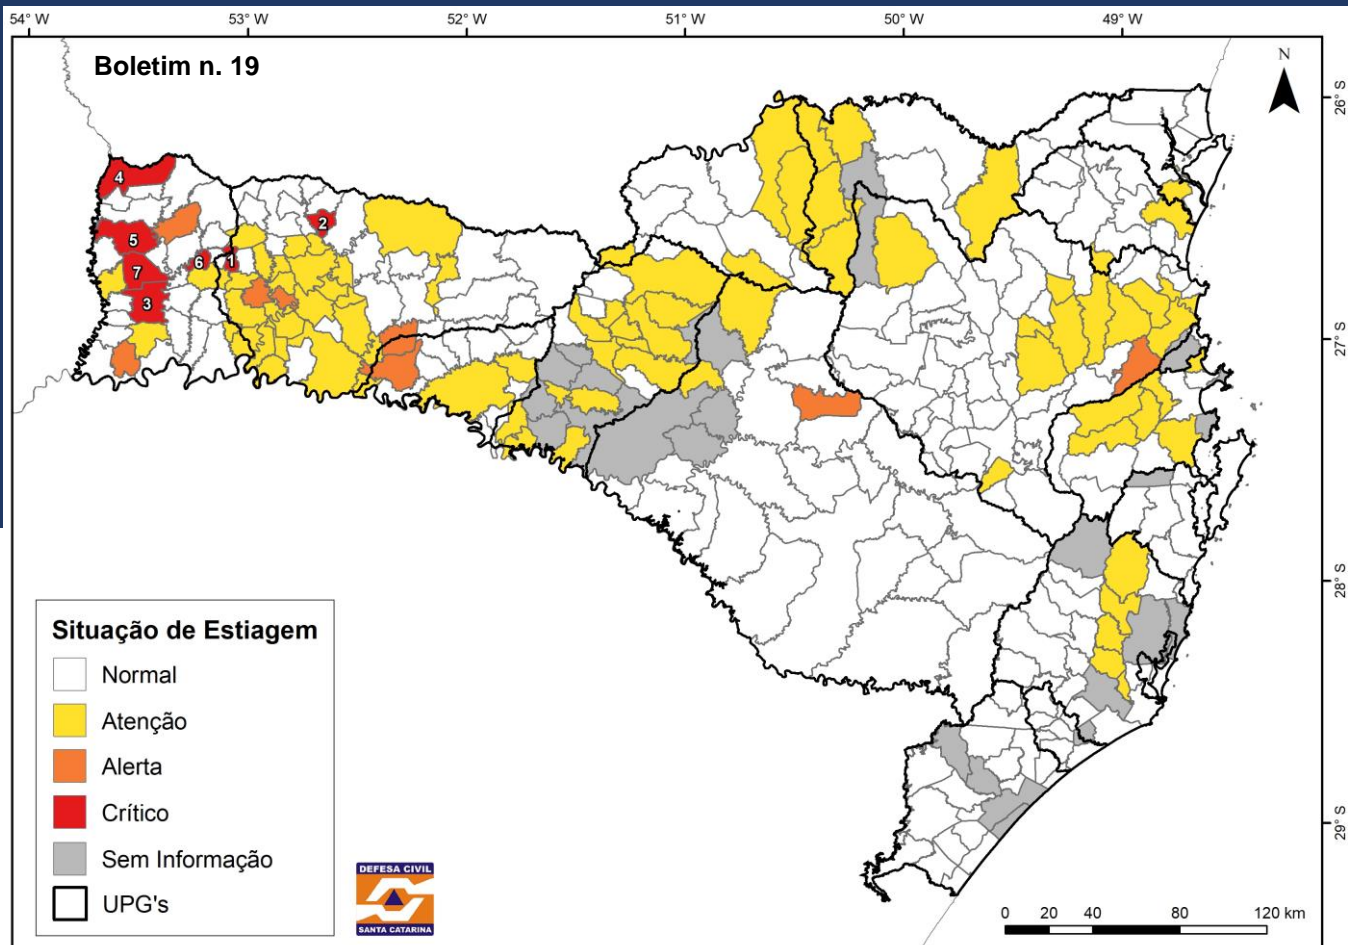 54° W 53° W 52° W 51° W 50° W 49° W
Boletim n. 19
N
26° S
4
5
2
6
1
7
3
27° S
28° S
29° S
Situação de Estiagem
Normal
Atenção
Alerta
Crítico
Sem Informação
UPG's
DEFESA CIVIL
SANTA CATARINA
0 20 40 80 120 km